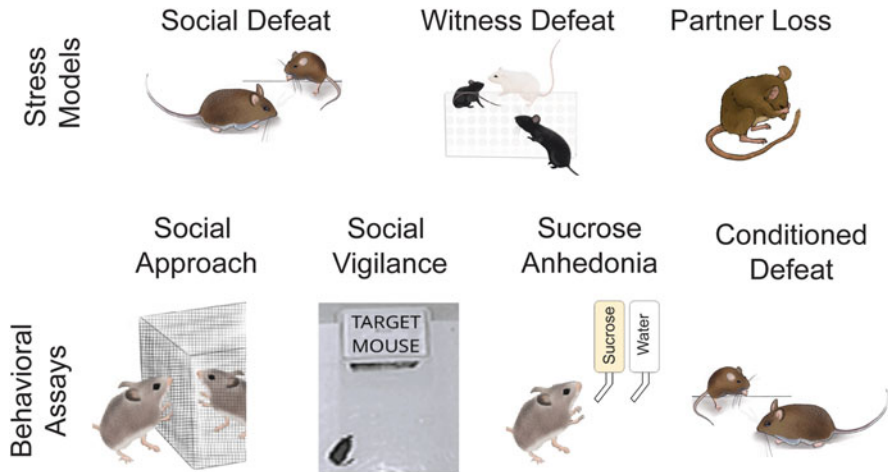 Stress
Models
Social Defeat
Witness Defeat
Partner Loss
Behavioral
Assays
Social
Approach
Social
Vigilance
TARGET
MOUSE
Sucrose
Anhedonia
Sucrose
Water
Conditioned
Defeat